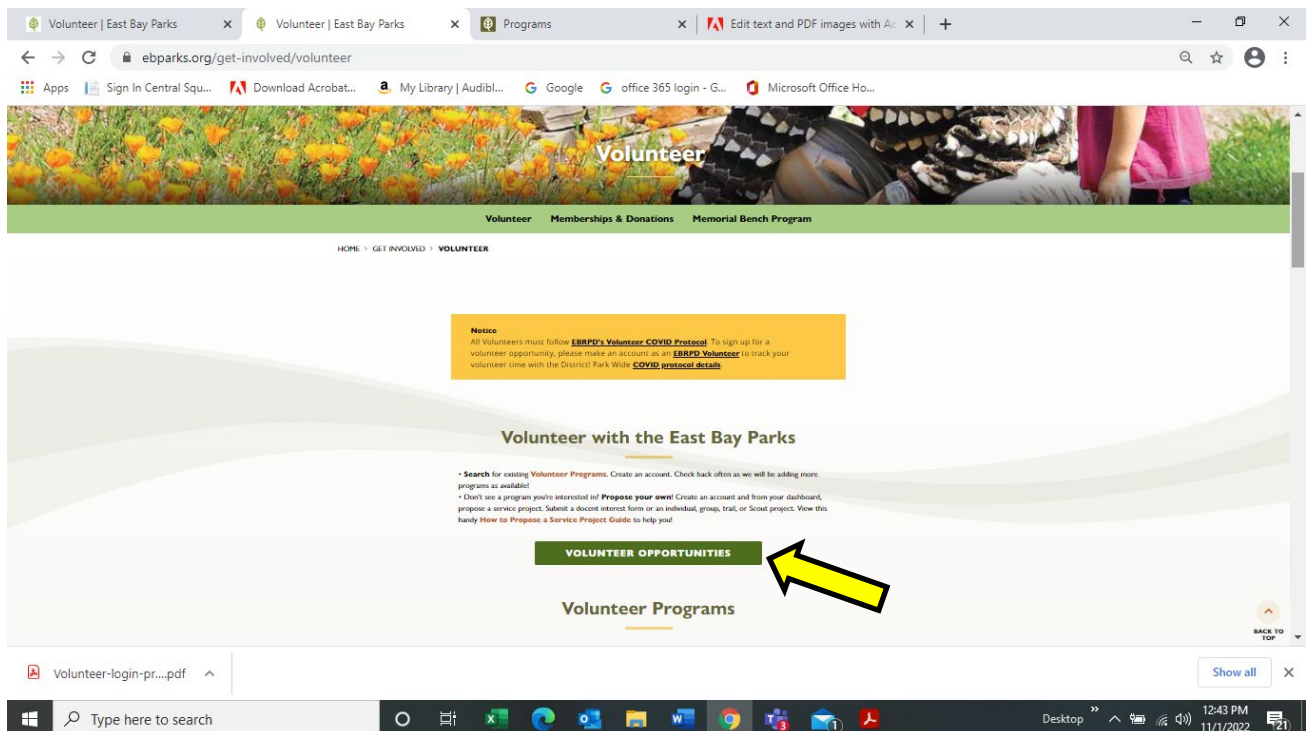 Volunteer | East Bay Parks
Volunteer | East Bay Parks
Programs
Edit text and PDF images with Ac
ebparks.org/get-involved/volunteer
Apps
Sign In Central Squ...
Download Acrobat...
My Library | Audibl...
Google
office 365 login - G...
Microsoft Office Ho...
Volunteer
Volunteer Memberships & Donations Memorial Bench Program
HOME > GET INVOLVED > VOLUNTEER
Notice
All Volunteers must follow EBRPD's Volunteer COVID Protocol. To sign up for a
volunteer opportunity, please make an account as an EBRPD Volunteer to track your
volunteer time with the District! Park Wide COVID protocol details.
Volunteer with the East Bay Parks
• Search for existing Volunteer Programs. Create an account. Check back often as we will be adding more
programs as available!
• Don't see a program you're interested in? Propose your own! Create an account and from your dashboard,
propose a service project. Submit a docent interest form or an individual, group, trail, or Scout project. View this
handy How to Propose a Service Project Guide to help you!
VOLUNTEER OPPORTUNITIES
Volunteer Programs
BACK TO
TOP
Volunteer-login-pr....pdf
Show all
Type here to search
Desktop
12:43 PM
11/1/2022